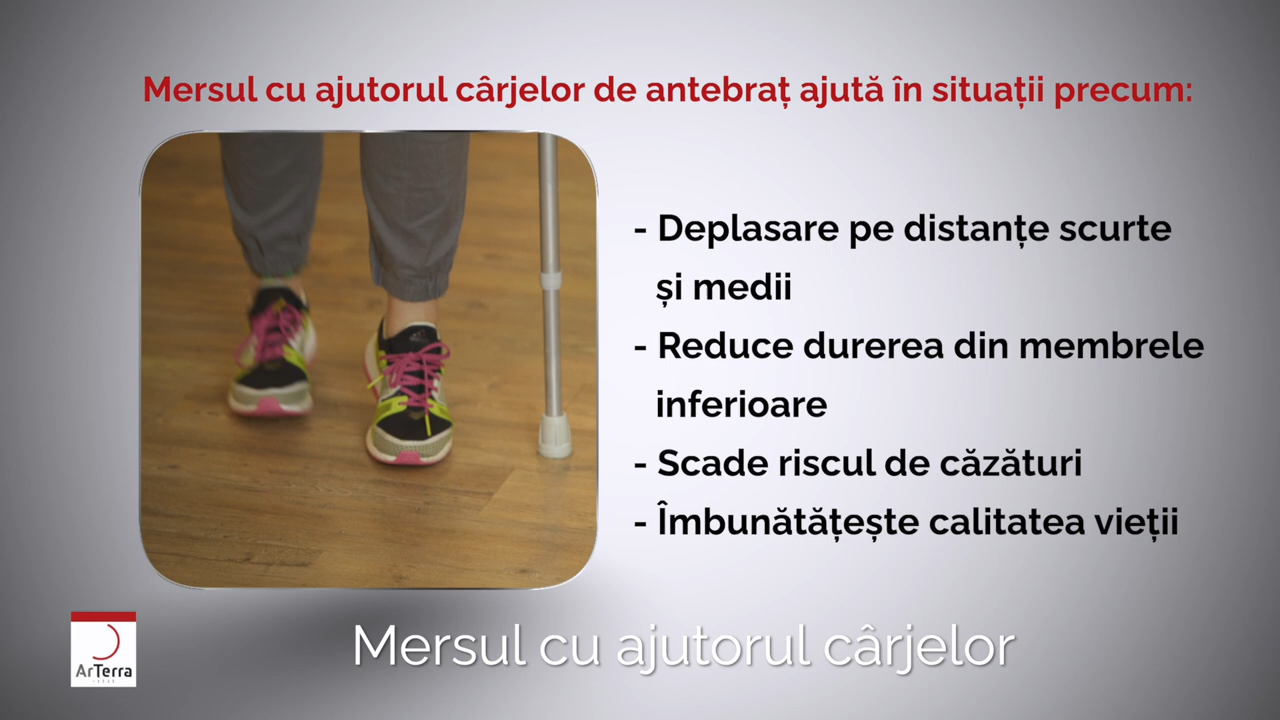 Mersul cu ajutorul cârjelor de antebraț ajută în situații precum:
- Deplasare pe distanțe scurte
și medii
- Reduce durerea din membrele
inferioare
- Scade riscul de căzături
- Îmbunătățește calitatea vieții
Mersul cu ajutorul cârjelor
ArTerra